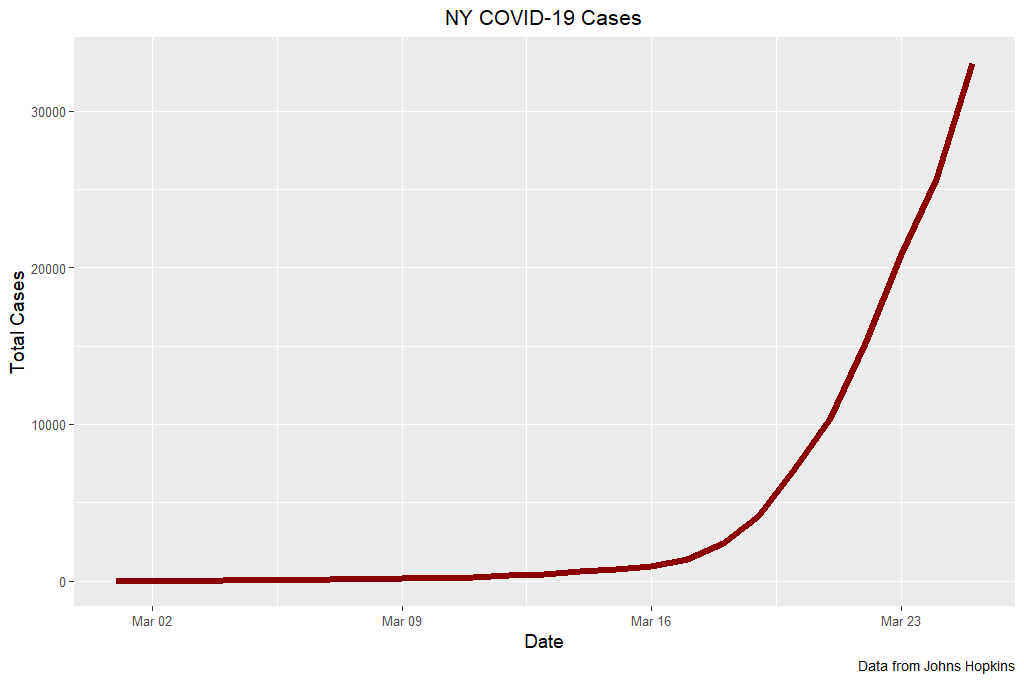 NY COVID-19 Cases
Total Cases
30000
20000
10000
0
Mar 02 Mar 09 Mar 16 Mar 23
Date
Data from Johns Hopkins